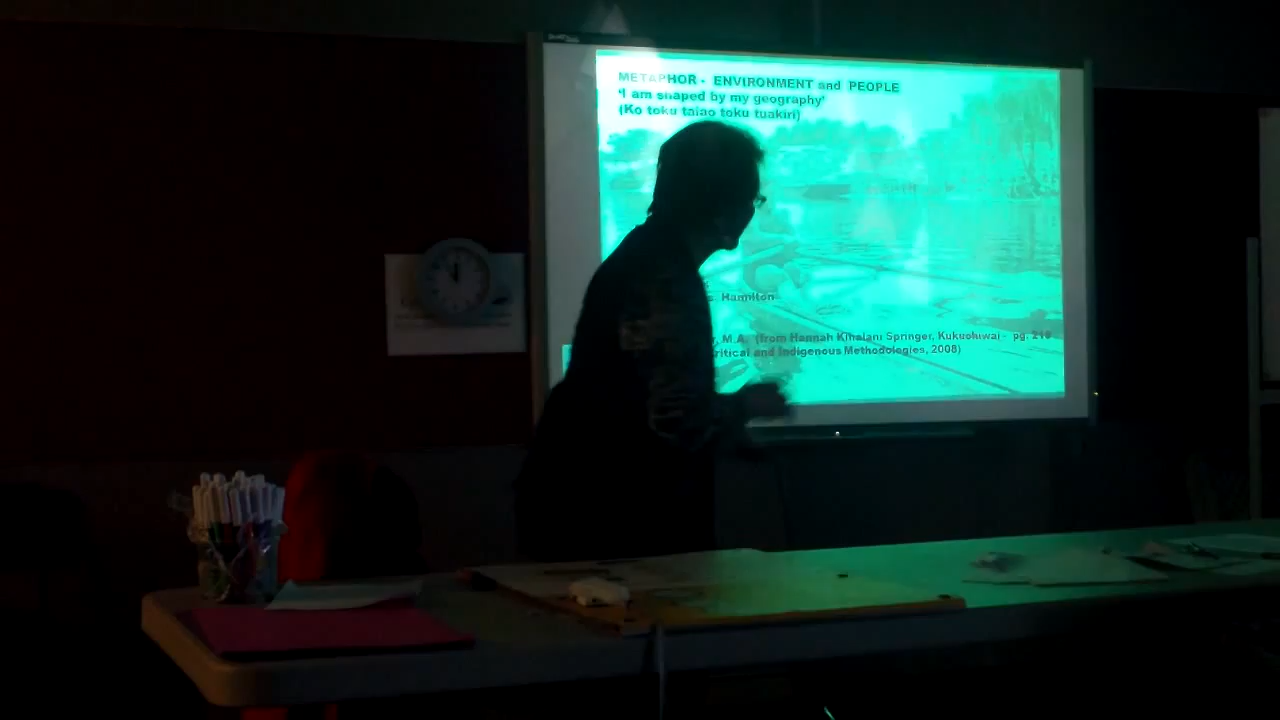 METAPHOR - ENVIRONMENT and PEOPLE
'I am shaped by my geography'
(Ko toku taiao toku tuakiri)
Hamilton
M.A. (from Hannah Kihalani Springer, Kukuohiwai - pg. 218
ritical and Indigenous Methodologies, 2008)